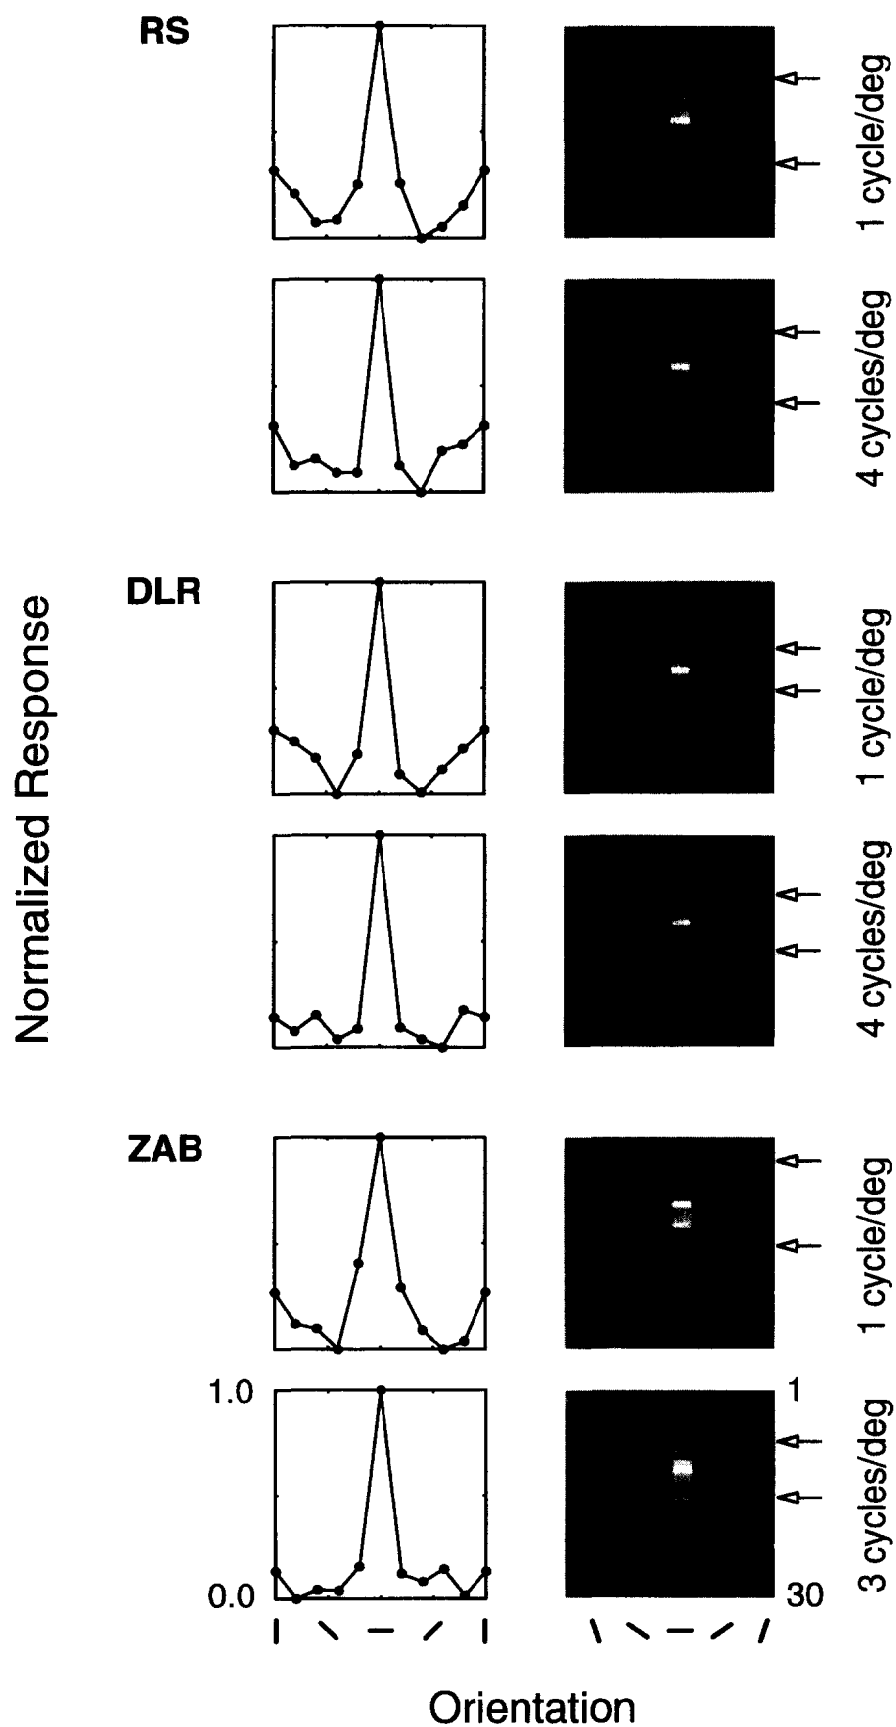 RS
1 cycle/deg
4 cycles/deg
Normalized Response
DLR
1 cycle/deg
4 cycles/deg
ZAB
1 cycle/deg
1.0
1
3 cycles/deg
0.0
30
Orientation